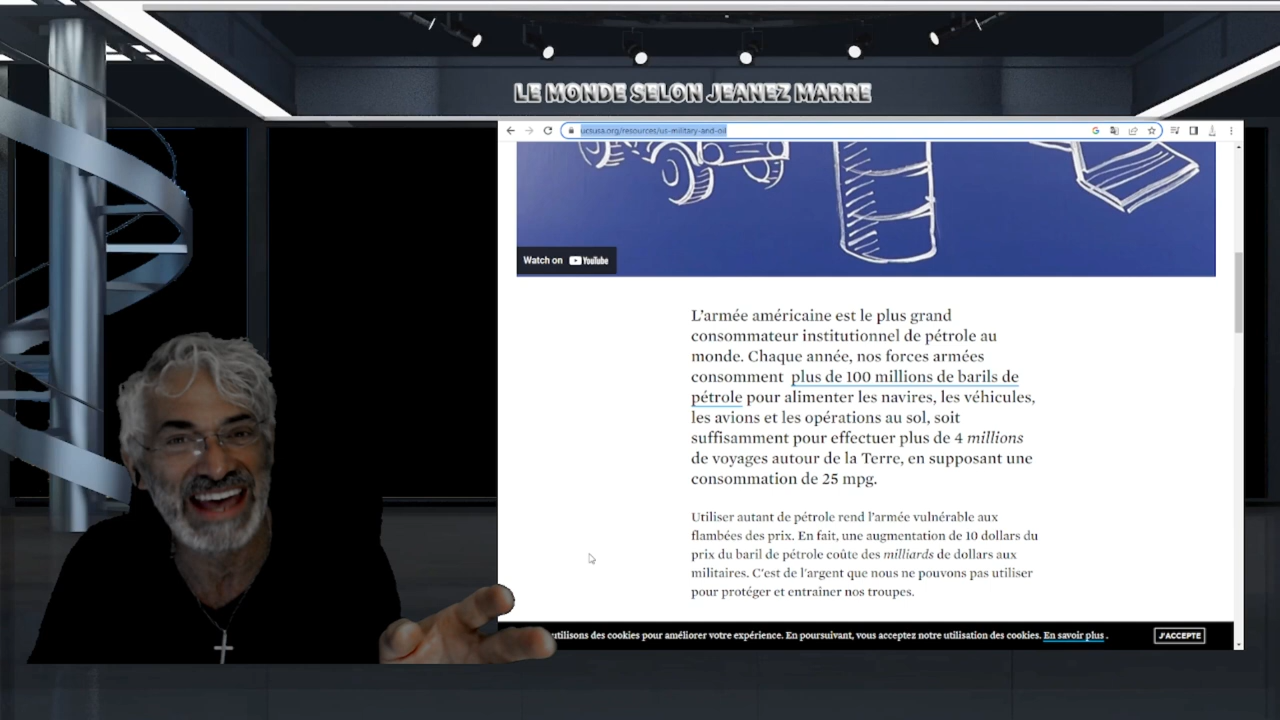 LE MONDE SELON JEANEZ MARRE
ucsusa.org/resources/us-military-and-oil
Watch on YouTube
L'armée américaine est le plus grand
consommateur institutionnel de pétrole au
monde. Chaque année, nos forces armées
consomment plus de 100 millions de barils de
pétrole pour alimenter les navires, les véhicules,
les avions et les opérations au sol, soit
suffisamment pour effectuer plus de 4 millions
de voyages autour de la Terre, en supposant une
consommation de 25 mpg.
Utiliser autant de pétrole rend l'armée vulnérable aux
flambées des prix. En fait, une augmentation de 10 dollars du
prix du baril de pétrole coûte des milliards de dollars aux
militaires. C'est de l'argent que nous ne pouvons pas utiliser
pour protéger et entraîner nos troupes.
utilisons des cookies pour améliorer votre expérience. En poursuivant, vous acceptez notre utilisation des cookies. En savoir plus .
J'ACCEPTE